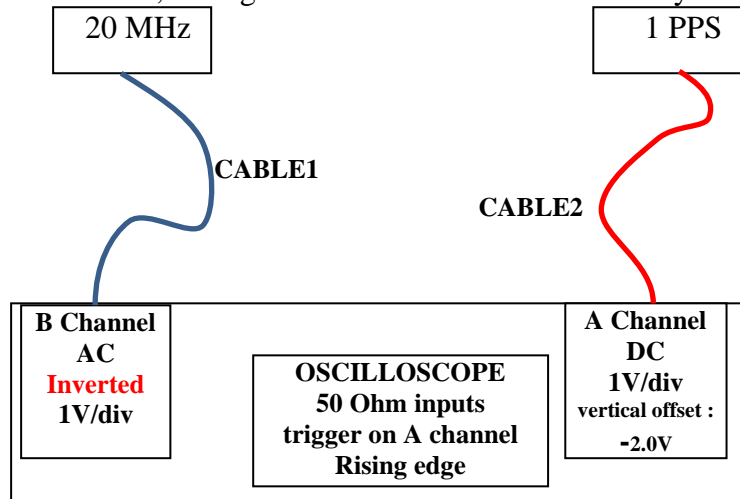 20 MHz
1 PPS
CABLE1
CABLE2
B Channel
AC
Inverted
1V/div
OSCILLOSCOPE
50 Ohm inputs
trigger on A channel
Rising edge
A Channel
DC
1V/div
vertical offset :
-2.0V